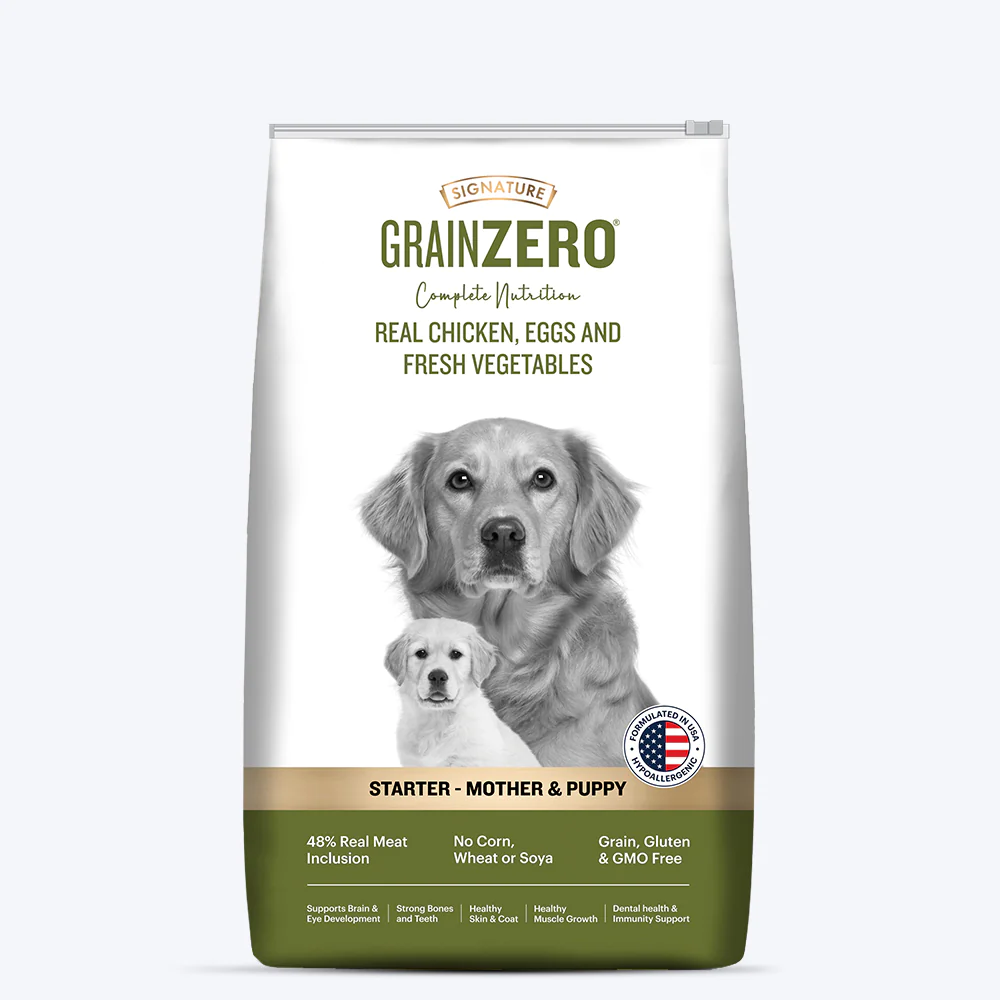 SIGNATURE
GRAINZERO®
Complete Nutrition
REAL CHICKEN, EGGS AND
FRESH VEGETABLES
FORMULATED IN USA
HYPOALLERGENIC
STARTER - MOTHER & PUPPY
48% Real Meat
Inclusion
No Corn,
Wheat or Soya
Grain, Gluten
& GMO Free
Supports Brain &
Eye Development
Strong Bones
and Teeth
Healthy
Skin & Coat
Healthy
Muscle Growth
Dental health &
Immunity Support